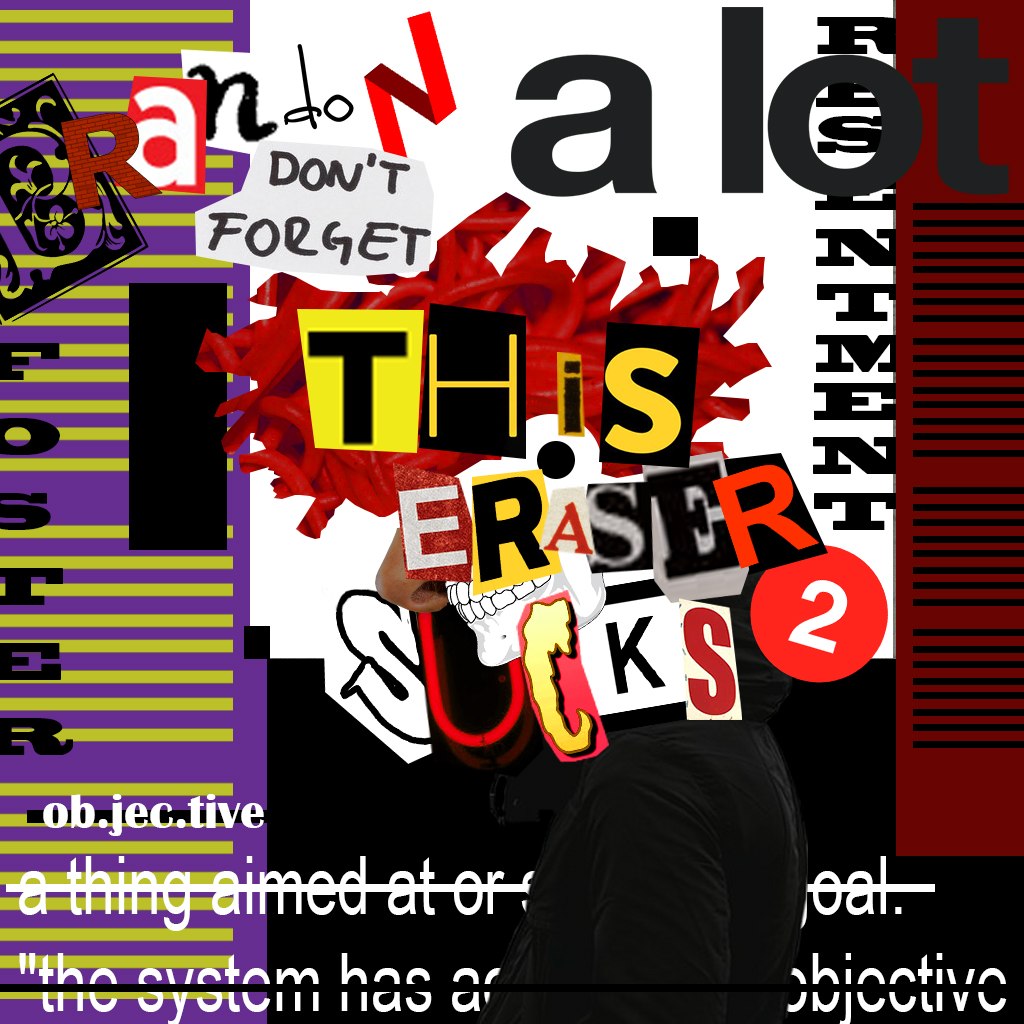 RandoN
a lot
DON'T
FORGET
RESENTMENT
FOSTER
THiS
ERASER
SUCKS
2
ob.jec.tive
a thing aimed at or s goal.
"the system has objective